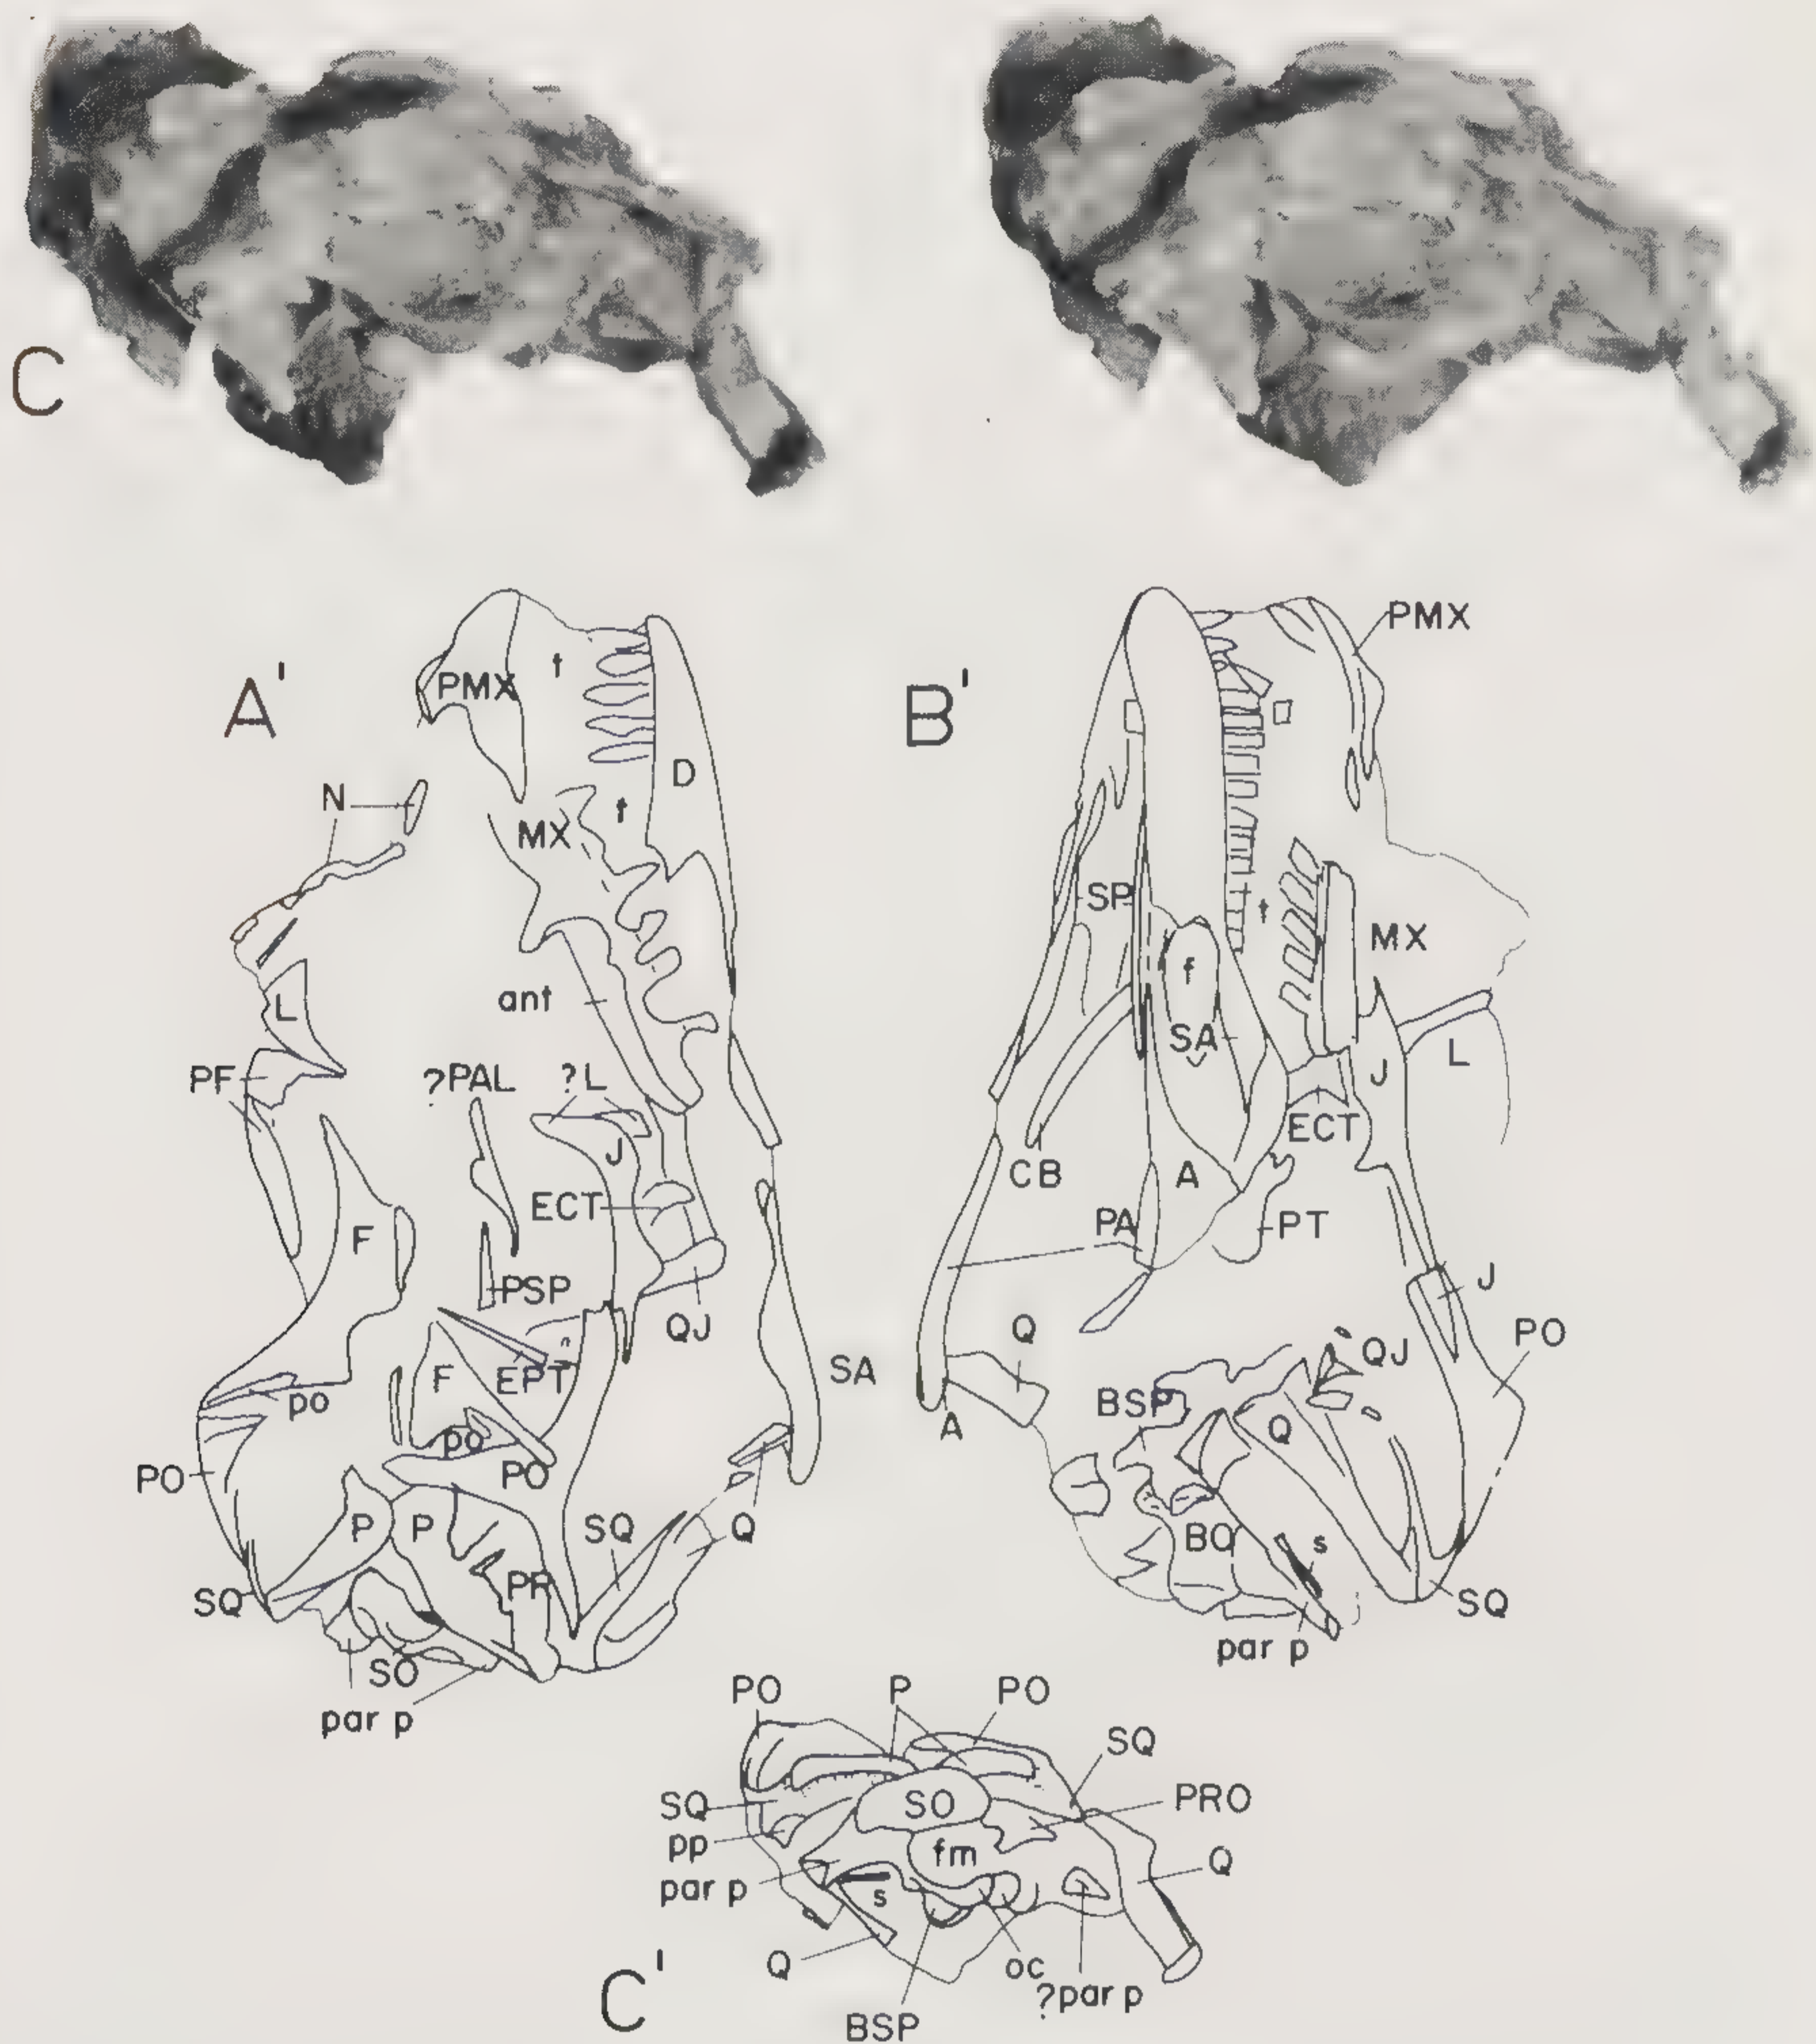 C
A'
PMX
t
D
N
MX
t
L
ant
PF
?PAL
?L
J
ECT
F
PSP
QJ
EPT
F
SA
po
po
PO
PO
P
P
SQ
Q
PR
SQ
SO
par p
B'
PMX
SP
t
MX
f
SA
J
L
ECT
CB
A
PA
PT
J
Q
QJ
PO
BSP
A
Q
BO
s
SQ
par p
PO
P
PO
SQ
SO
PRO
SQ
pp
fm
par p
s
Q
Q
oc
?par p
C'
BSP